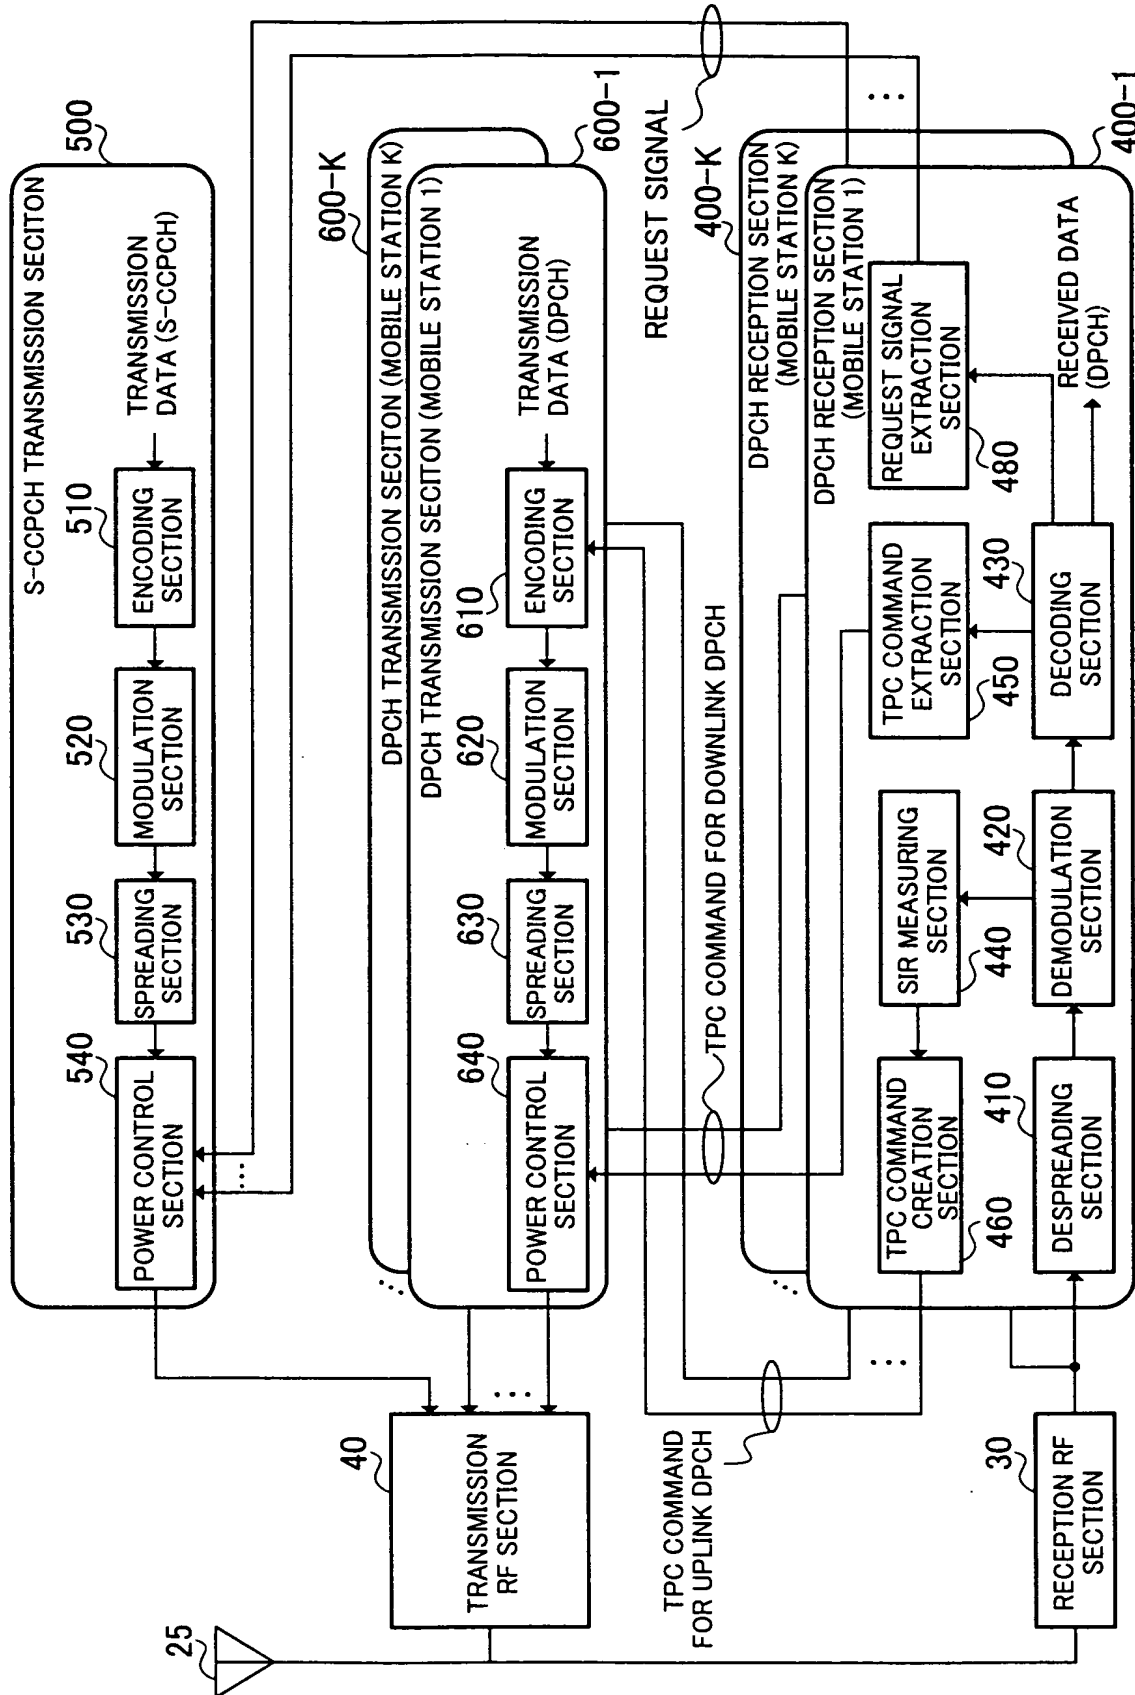 500
S-CCPCH TRANSMISSION SECITON
TRANSMISSION
DATA (S-CCPCH)
510
ENCODING
SECTION
520
MODULATION
SECTION
530
SPREADING
SECTION
540
POWER CONTROL
SECTION
600-K
DPCH TRANSMISSION SECITON (MOBILE STATION K)
600-1
DPCH TRANSMISSION SECITON (MOBILE STATION 1)
TRANSMISSION
DATA (DPCH)
610
ENCODING
SECTION
620
MODULATION
SECTION
630
SPREADING
SECTION
640
POWER CONTROL
SECTION
25
40
TRANSMISSION
RF SECTION
REQUEST SIGNAL
TPC COMMAND FOR DOWNLINK DPCH
TPC COMMAND
FOR UPLINK DPCH
400-K
DPCH RECEPTION SECTION
(MOBILE STATION K)
400-1
DPCH RECEPTION SECTION
(MOBILE STATION 1)
REQUEST SIGNAL
EXTRACTION
SECTION
480
TPC COMMAND
EXTRACTION
SECTION
450
SIR MEASURING
SECTION
440
TPC COMMAND
CREATION
SECTION
460
RECEIVED DATA
(DPCH)
430
DECODING
SECTION
420
DEMODULATION
SECTION
410
DESPREADING
SECTION
30
RECEPTION RF
SECTION